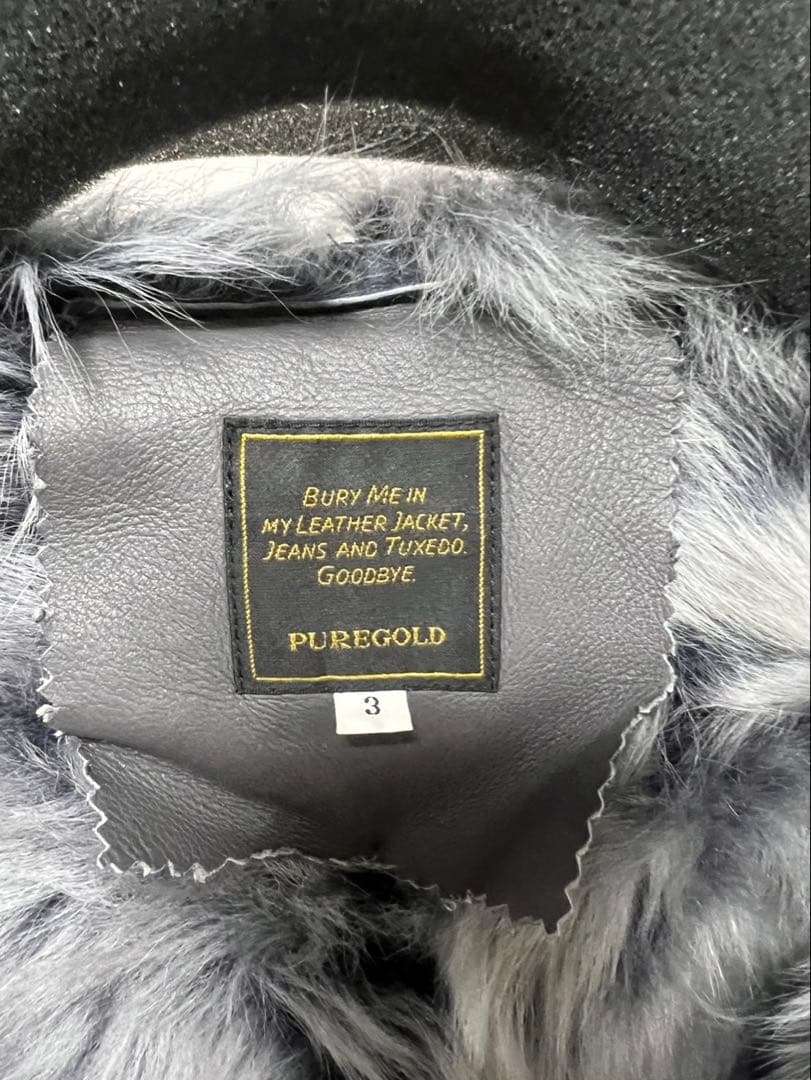 BURY ME IN
MY LEATHER JACKET,
JEANS AND TUXEDO.
GOODBYE.
PUREGOLD
3